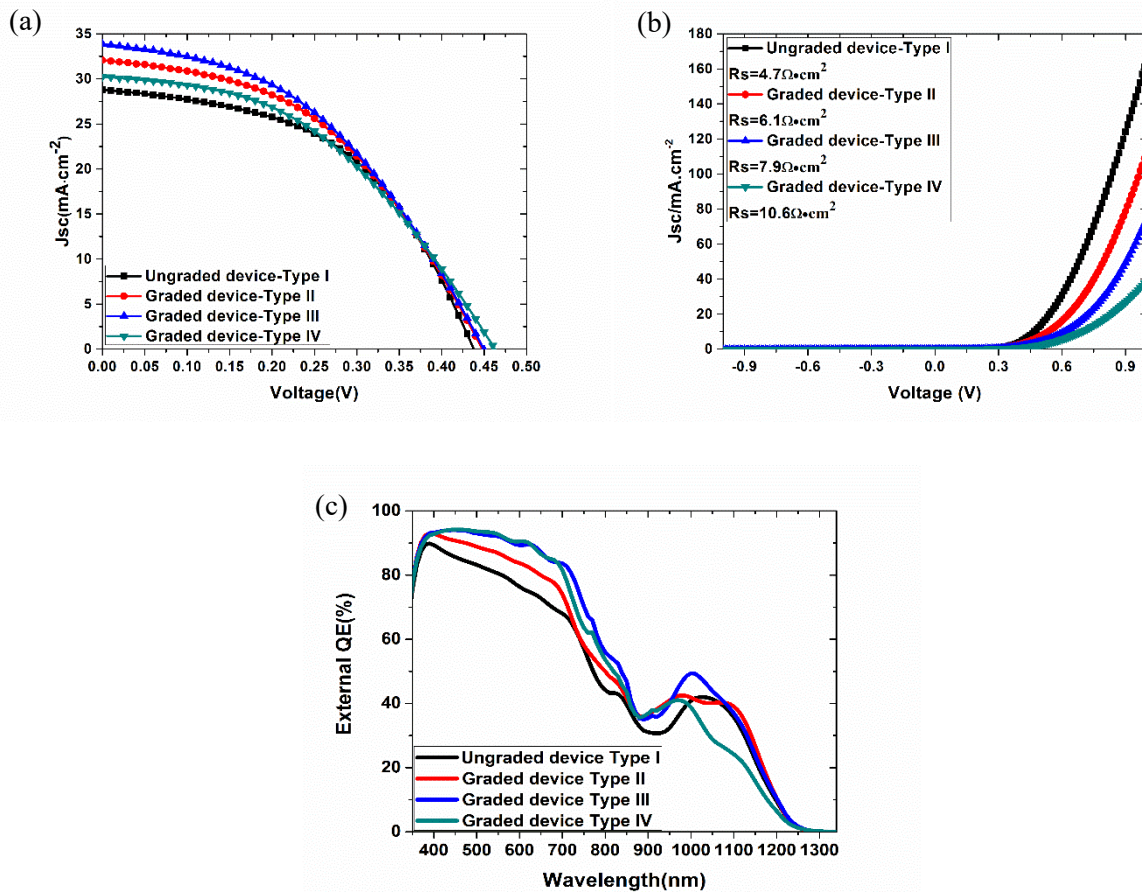 (a)
35
30
25
20
15
10
5
0
Jsc(mA·cm⁻²)
Ungraded device-Type I
Graded device-Type II
Graded device-Type III
Graded device-Type IV
0.00 0.05 0.10 0.15 0.20 0.25 0.30 0.35 0.40 0.45 0.50
Voltage(V)
(b)
180
160
140
120
100
80
60
40
20
0
Jsc/mA.cm⁻²
Ungraded device-Type I
Rs=4.7Ω•cm²
Graded device-Type II
Rs=6.1Ω•cm²
Graded device-Type III
Rs=7.9Ω•cm²
Graded device-Type IV
Rs=10.6Ω•cm²
-0.9 -0.6 -0.3 0.0 0.3 0.6 0.9
Voltage (V)
(c)
100
80
60
40
20
0
External QE(%)
Ungraded device Type I
Graded device Type II
Graded device Type III
Graded device Type IV
400 500 600 700 800 900 1000 1100 1200 1300
Wavelength(nm)